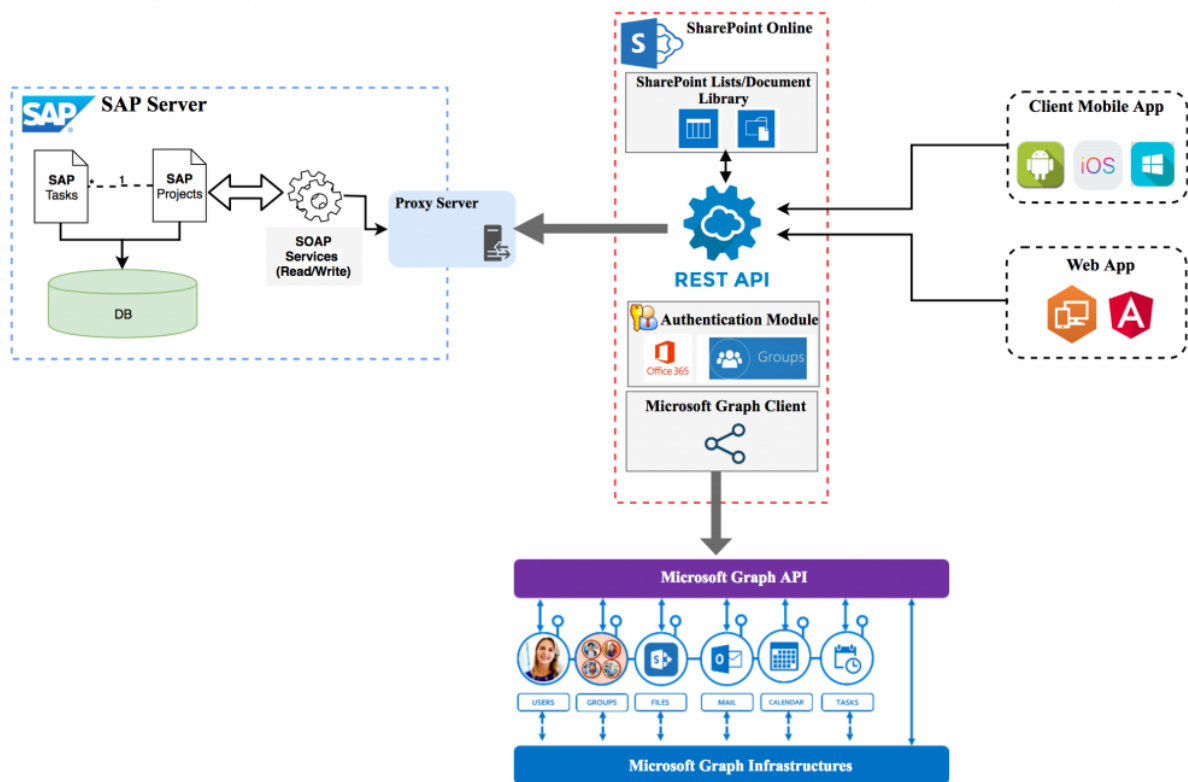 SAP
SAP Server
SAP
Tasks
*
1
SAP
Projects
SOAP
Services
(Read/Write)
DB
Proxy Server
S
SharePoint Online
SharePoint Lists/Document
Library
REST API
Authentication Module
Office 365
Groups
Microsoft Graph Client
Client Mobile App
iOS
Web App
A
Microsoft Graph API
S
O
USERS
GROUPS
FILES
MAIL
CALENDAR
TASKS
Microsoft Graph Infrastructures